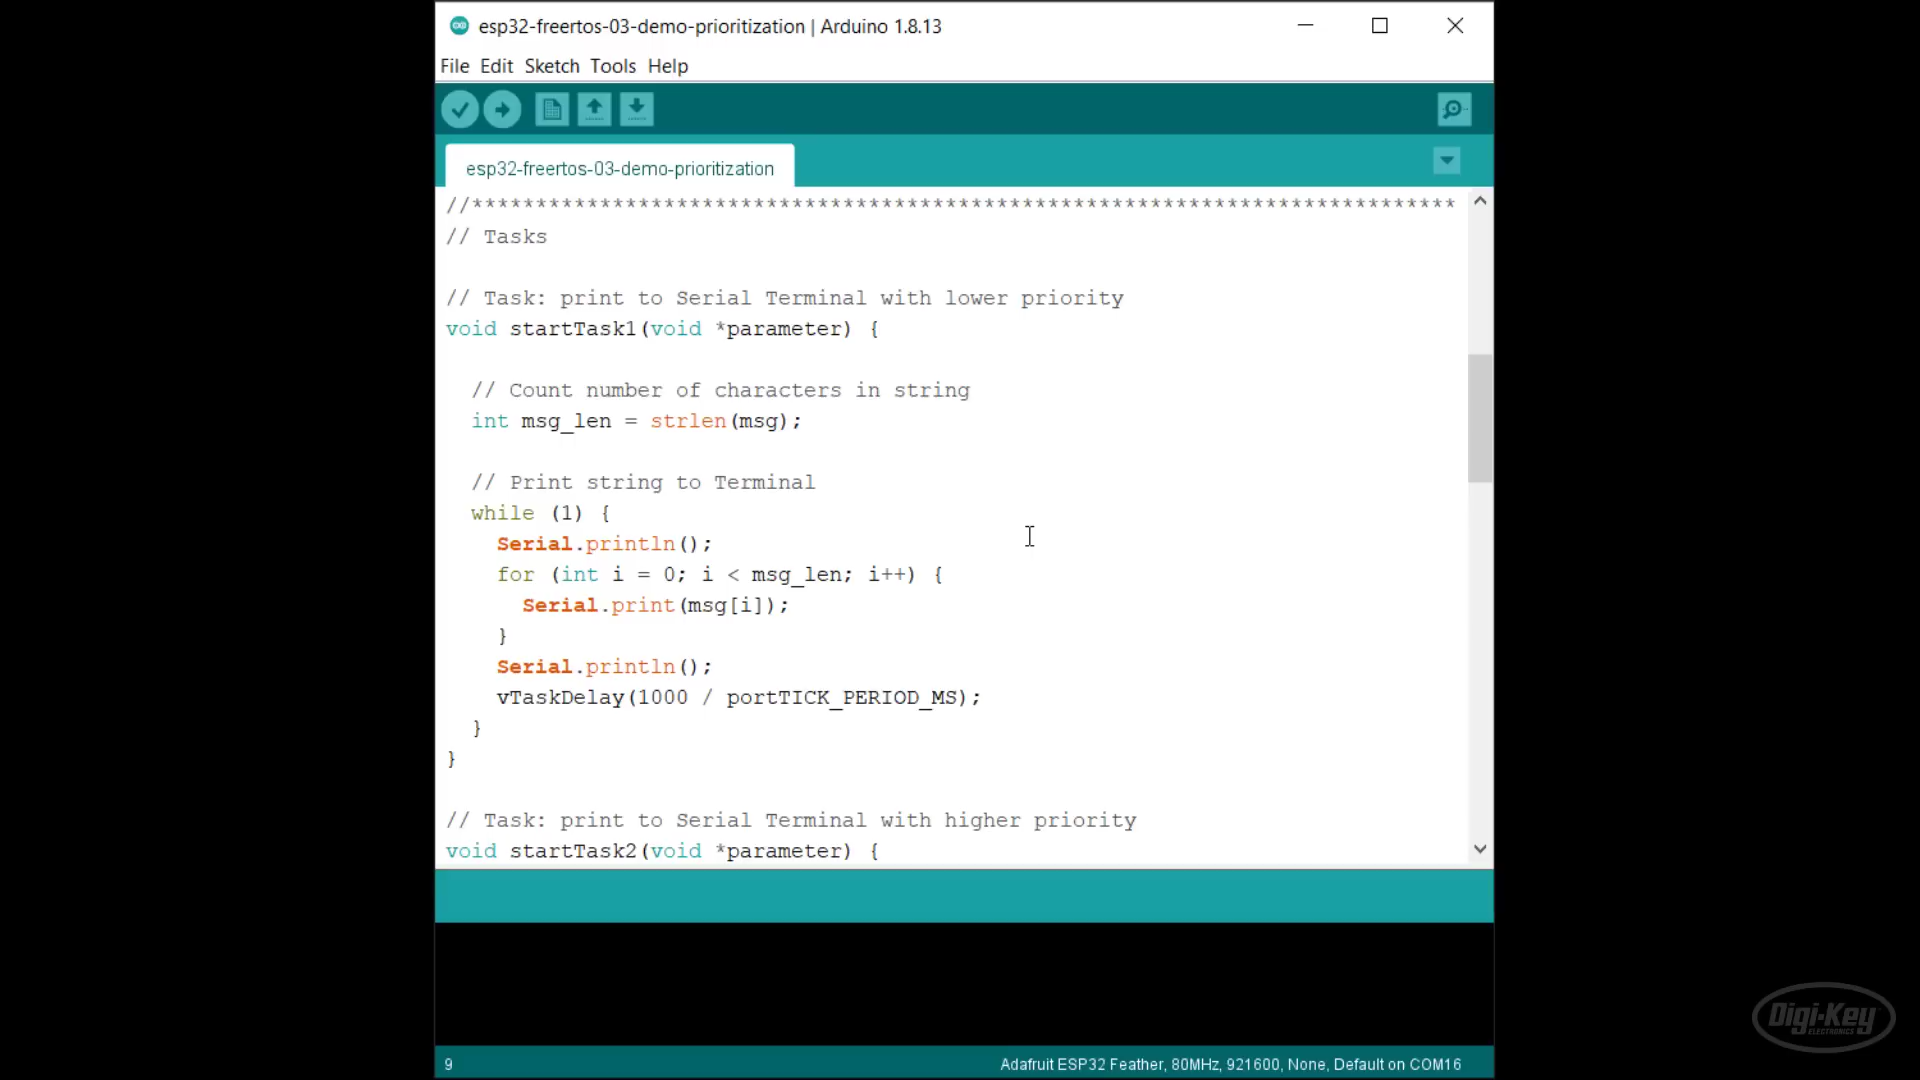 esp32-freertos-03-demo-prioritization | Arduino 1.8.13
File Edit Sketch Tools Help
esp32-freertos-03-demo-prioritization
//*****************************************************************************
// Tasks
// Task: print to Serial Terminal with lower priority
void startTask1(void *parameter) {
// Count number of characters in string
int msg_len = strlen(msg);
// Print string to Terminal
while (1) {
Serial.println();
for (int i = 0; i < msg_len; i++) {
Serial.print(msg[i]);
}
Serial.println();
vTaskDelay(1000 / portTICK_PERIOD_MS);
}
}
// Task: print to Serial Terminal with higher priority
void startTask2(void *parameter) {
9
Adafruit ESP32 Feather, 80MHz, 921600, None, Default on COM16
Digi-Key
ELECTRONICS